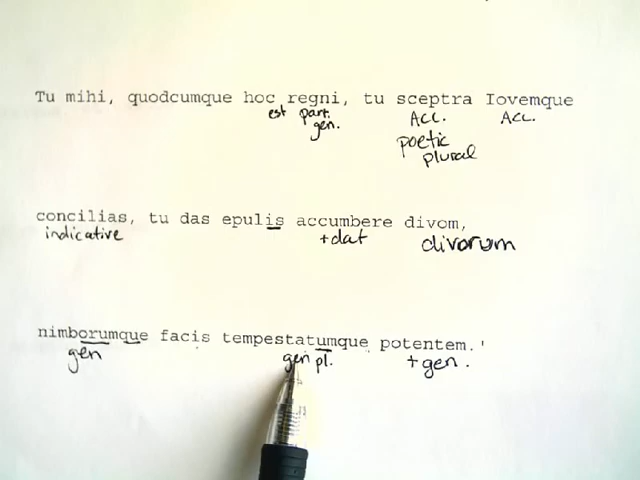 Tu mihi, quodcumque hoc regni, tu sceptra Iovemque
est part. gen. Acc. Acc.
poetic plural
concilias, tu das epulis accumbere divom,
indicative +dat divorum
nimborumque facis tempestatumque potentem.'
gen gen pl. +gen.